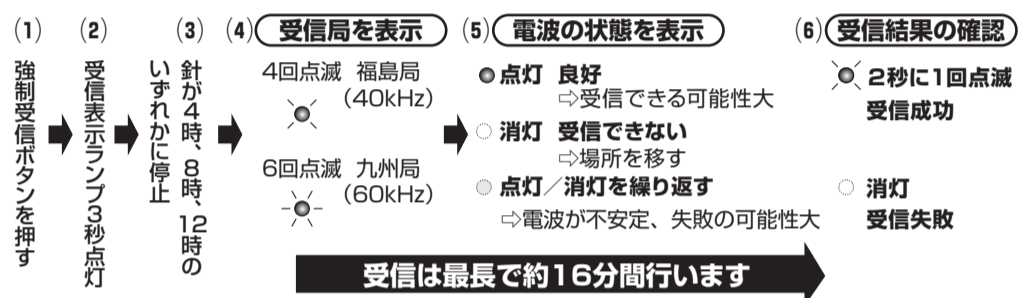 (1)
強制受信ボタンを押す
(2)
受信表示ランプ3秒点灯
(3)
針が4時、8時、12時の
いずれかに停止
(4) 受信局を表示
4回点滅 福島局
(40kHz)
6回点滅 九州局
(60kHz)
(5) 電波の状態を表示
点灯 良好
⇨受信できる可能性大
消灯 受信できない
⇨場所を移す
点灯/消灯を繰り返す
⇨電波が不安定、失敗の可能性大
(6) 受信結果の確認
2秒に1回点滅
受信成功
消灯
受信失敗
受信は最長で約16分間行います